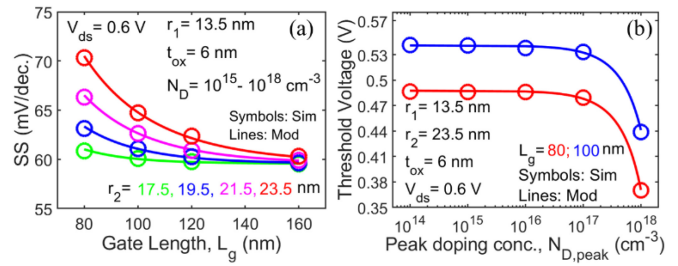 (a)
V_ds = 0.6 V
r_1 = 13.5 nm
t_ox = 6 nm
N_D = 10^15- 10^18 cm^-3
Symbols: Sim
Lines: Mod
r_2 = 17.5, 19.5, 21.5, 23.5 nm
SS (mV/dec.)
75
70
65
60
55
80 100 120 140 160
Gate Length, L_g (nm)
(b)
Threshold Voltage (V)
0.57
0.53
0.5
0.47
0.44
0.41
0.38
0.35
r_1 = 13.5 nm
r_2 = 23.5 nm
t_ox = 6 nm
V_ds = 0.6 V
L_g = 80; 100 nm
Symbols: Sim
Lines: Mod
10^14 10^15 10^16 10^17 10^18
Peak doping conc., N_D,peak (cm^-3)